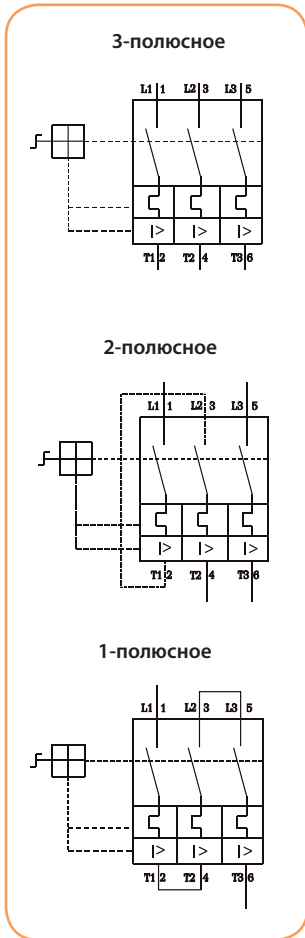 3-полюсное
L1 1 L2 3 L3 5
I> I> I>
T1 2 T2 4 T3 6
2-полюсное
L1 1 L2 3 L3 5
I> I> I>
T1 2 T2 4 T3 6
1-полюсное
L1 1 L2 3 L3 5
I> I> I>
T1 2 T2 4 T3 6